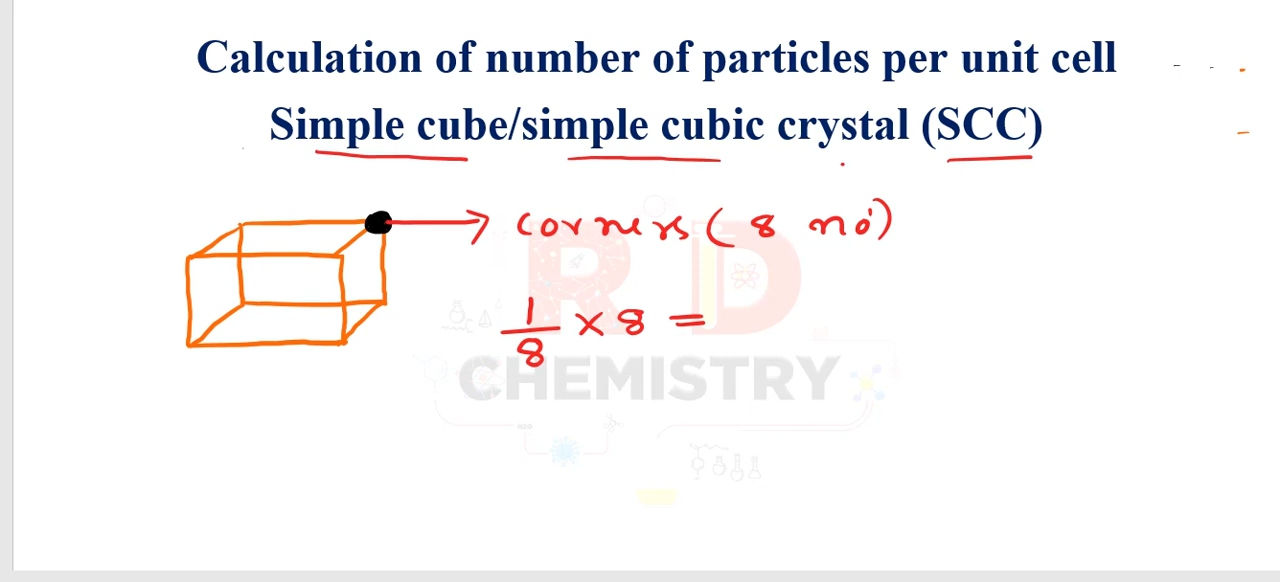 Calculation of number of particles per unit cell
Simple cube/simple cubic crystal (SCC)
corners (8 no)
1/8 × 8 =
RD
CHEMISTRY